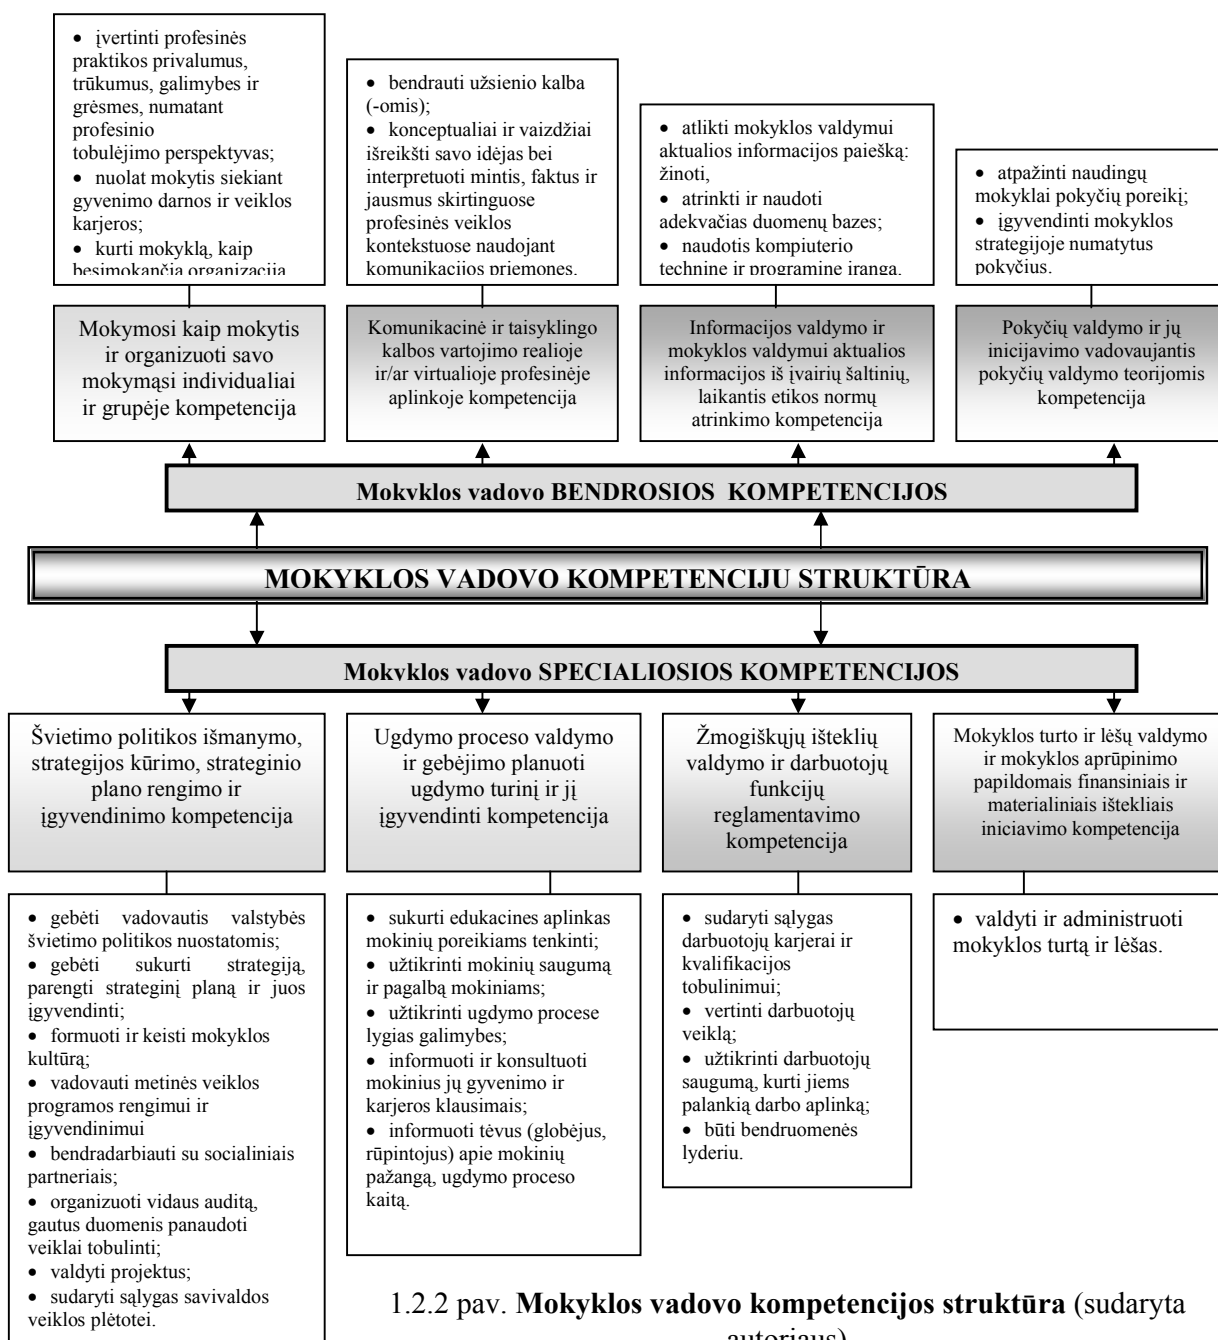 • įvertinti profesinės
praktikos privalumus,
trūkumus, galimybes ir
grėsmes, numatant
profesinio
tobulėjimo perspektyvas;
• nuolat mokytis siekiant
gyvenimo darnos ir veiklos
karjeros;
• kurti mokyklą, kaip
besimokančią organizaciją
• bendrauti užsienio kalba
(-omis);
• konceptualiai ir vaizdžiai
išreikšti savo idėjas bei
interpretuoti mintis, faktus ir
jausmus skirtinguose
profesinės veiklos
kontekstuose naudojant
komunikacijos priemones.
• atlikti mokyklos valdymui
aktualios informacijos paiešką:
žinoti,
• atrinkti ir naudoti
adekvačias duomenų bazes;
• naudotis kompiuterio
technine ir programine įranga.
• atpažinti naudingų
mokyklai pokyčių poreikį;
• įgyvendinti mokyklos
strategijoje numatytus
pokyčius.
Mokymosi kaip mokytis
ir organizuoti savo
mokymąsi individualiai
ir grupėje kompetencija
Komunikacinė ir taisyklingo
kalbos vartojimo realioje
ir/ar virtualioje profesinėje
aplinkoje kompetencija
Informacijos valdymo ir
mokyklos valdymui aktualios
informacijos iš įvairių šaltinių,
laikantis etikos normų
atrinkimo kompetencija
Pokyčių valdymo ir jų
inicijavimo vadovaujantis
pokyčių valdymo teorijomis
kompetencija
Mokyklos vadovo BENDROSIOS KOMPETENCIJOS
MOKYKLOS VADOVO KOMPETENCIJU STRUKTŪRA
Mokyklos vadovo SPECIALIOSIOS KOMPETENCIJOS
Švietimo politikos išmanymo,
strategijos kūrimo, strateginio
plano rengimo ir
įgyvendinimo kompetencija
Ugdymo proceso valdymo
ir gebėjimo planuoti
ugdymo turinį ir jį
įgyvendinti kompetencija
Žmogiškųjų išteklių
valdymo ir darbuotojų
funkcijų
reglamentavimo
kompetencija
Mokyklos turto ir lėšų valdymo
ir mokyklos aprūpinimo
papildomais finansiniais ir
materialiniais ištekliais
iniciavimo kompetencija
• gebėti vadovautis valstybės
švietimo politikos nuostatomis;
• gebėti sukurti strategiją,
parengti strateginį planą ir juos
įgyvendinti;
• formuoti ir keisti mokyklos
kultūrą;
• vadovauti metinės veiklos
programos rengimui ir
įgyvendinimui
• bendradarbiauti su socialiniais
partneriais;
• organizuoti vidaus auditą,
gautus duomenis panaudoti
veiklai tobulinti;
• valdyti projektus;
• sudaryti sąlygas savivaldos
veiklos plėtotei.
• sukurti edukacines aplinkas
mokinių poreikiams tenkinti;
• užtikrinti mokinių saugumą
ir pagalbą mokiniams;
• užtikrinti ugdymo procese
lygias galimybes;
• informuoti ir konsultuoti
mokinius jų gyvenimo ir
karjeros klausimais;
• informuoti tėvus (globėjus,
rūpintojus) apie mokinių
pažangą, ugdymo proceso
kaitą.
• sudaryti sąlygas
darbuotojų karjerai ir
kvalifikacijos
tobulinimui;
• vertinti darbuotojų
veiklą;
• užtikrinti darbuotojų
saugumą, kurti jiems
palankią darbo aplinką;
• būti bendruomenės
lyderiu.
• valdyti ir administruoti
mokyklos turtą ir lėšas.
1.2.2 pav. Mokyklos vadovo kompetencijos struktūra (sudaryta
autoriaus)